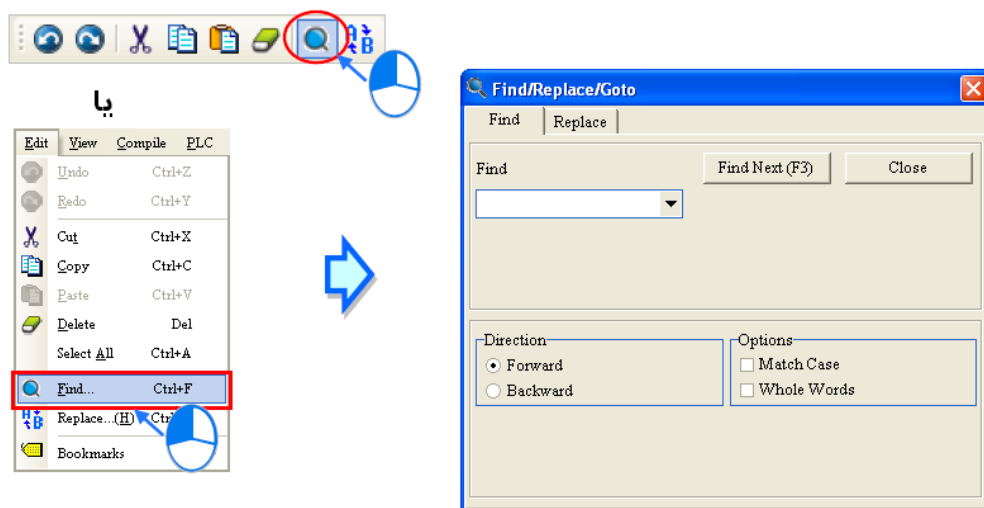 یا
Edit View Compile PLC
Undo Ctrl+Z
Redo Ctrl+Y
Cut Ctrl+X
Copy Ctrl+C
Paste Ctrl+V
Delete Del
Select All Ctrl+A
Find... Ctrl+F
Replace...(H)
Bookmarks
Find/Replace/Goto
Find Replace
Find Find Next (F3) Close
Direction Options
Forward Match Case
Backward Whole Words